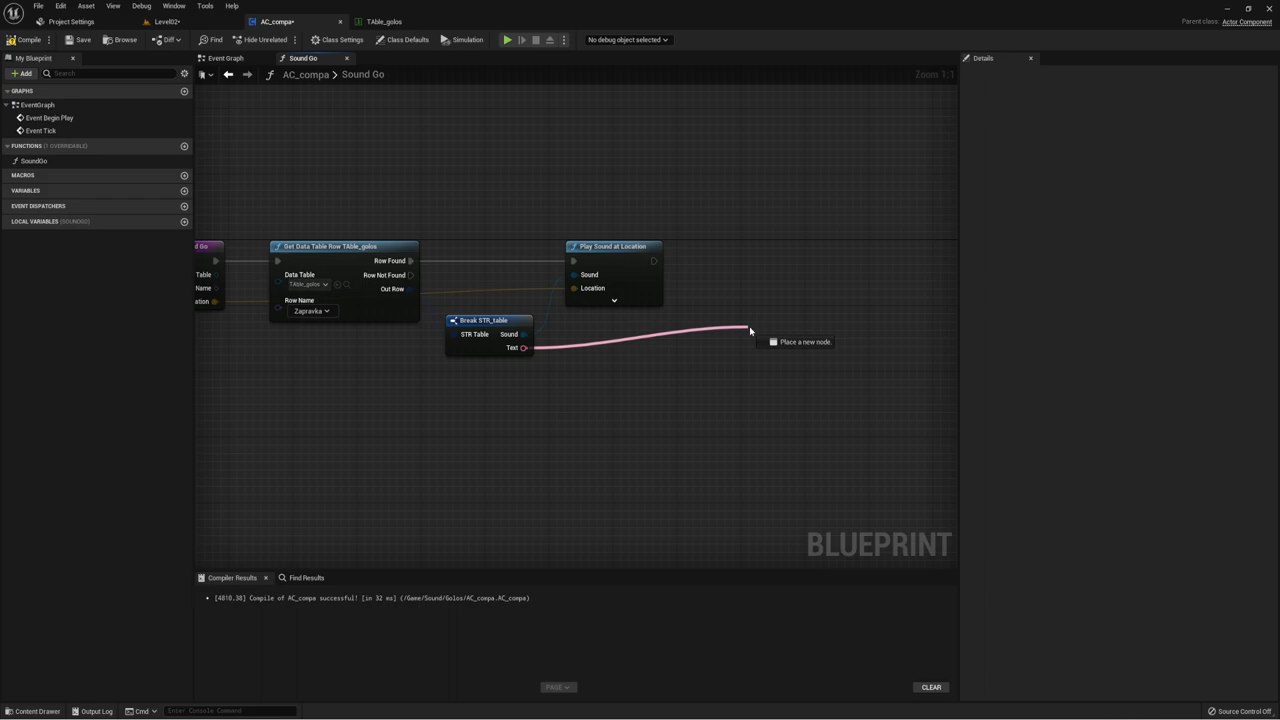 File Edit Asset View Debug Window Tools Help
Parent class: Actor Component
Project Settings
Level02*
AC_compa*
TAble_golos
Compile
Save
Browse
Diff
Find
Hide Unrelated
Class Settings
Class Defaults
Simulation
No debug object selected
My Blueprint
Event Graph
Sound Go
Details
Add
Search
AC_compa > Sound Go
Zoom 1:1
GRAPHS
EventGraph
Event Begin Play
Event Tick
FUNCTIONS (1 OVERRIDABLE)
SoundGo
MACROS
VARIABLES
EVENT DISPATCHERS
LOCAL VARIABLES (SOUNDGO)
d Go
Table
Name
ation
Get Data Table Row TAble_golos
Row Found
Data Table
TAble_golos
Row Not Found
Out Row
Row Name
Zapravka
Play Sound at Location
Sound
Location
Break STR_table
STR Table Sound
Text
Place a new node.
BLUEPRINT
Compiler Results
Find Results
[4810,38] Compile of AC_compa successful! [in 32 ms] (/Game/Sound/Golos/AC_compa.AC_compa)
PAGE
CLEAR
Content Drawer
Output Log
Cmd
Enter Console Command
Source Control Off